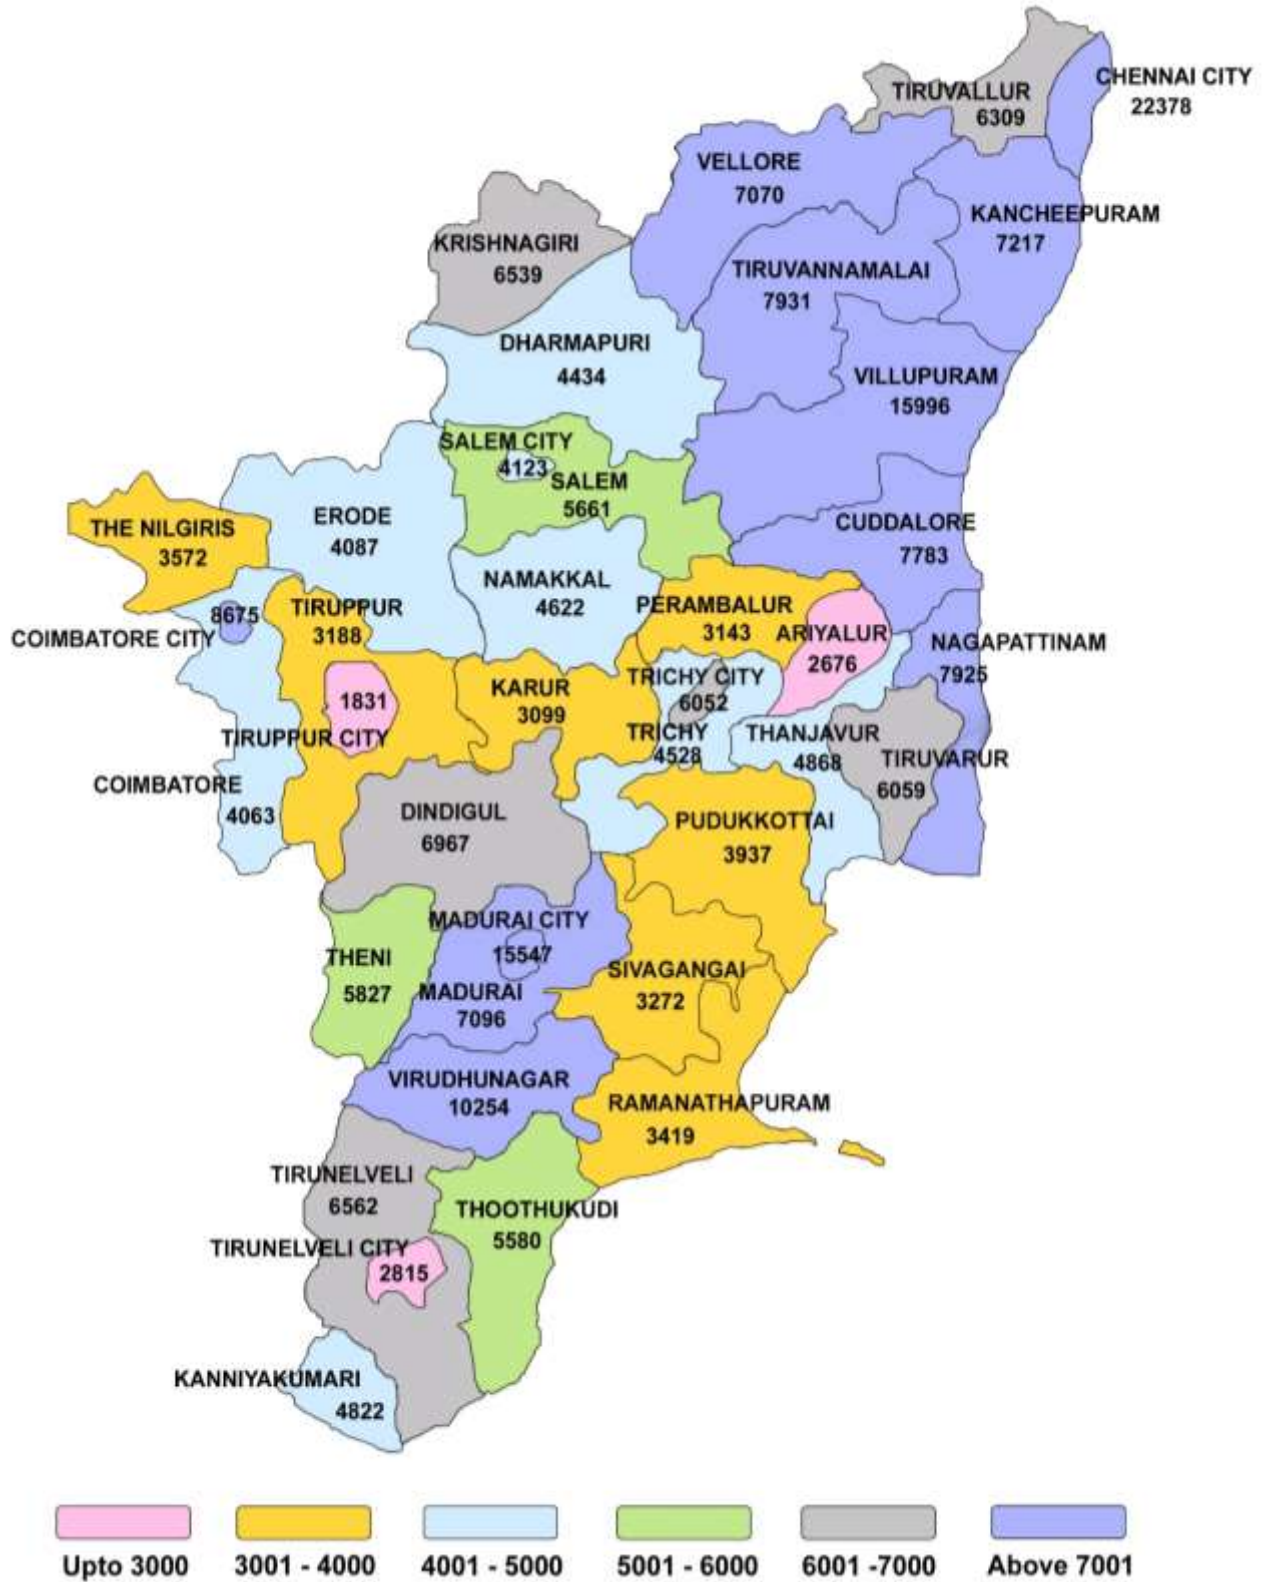 CHENNAI CITY
22378
TIRUVALLUR
6309
VELLORE
7070
KANCHEEPURAM
7217
KRISHNAGIRI
6539
TIRUVANNAMALAI
7931
DHARMAPURI
4434
VILLUPURAM
15996
SALEM CITY
4123
SALEM
5661
THE NILGIRIS
3572
ERODE
4087
CUDDALORE
7783
NAMAKKAL
4622
COIMBATORE CITY
8675
TIRUPPUR
3188
PERAMBALUR
3143
ARIYALUR
2676
NAGAPATTINAM
7925
TRICHY CITY
6052
KARUR
3099
1831
TIRUPPUR CITY
TRICHY
4528
THANJAVUR
4868
TIRUVARUR
6059
COIMBATORE
4063
DINDIGUL
6967
PUDUKKOTTAI
3937
MADURAI CITY
15547
THENI
5827
MADURAI
7096
SIVAGANGAI
3272
VIRUDHUNAGAR
10254
RAMANATHAPURAM
3419
TIRUNELVELI
6562
THOOTHUKUDI
5580
TIRUNELVELI CITY
2815
KANNIYAKUMARI
4822
Upto 3000
3001 - 4000
4001 - 5000
5001 - 6000
6001 -7000
Above 7001